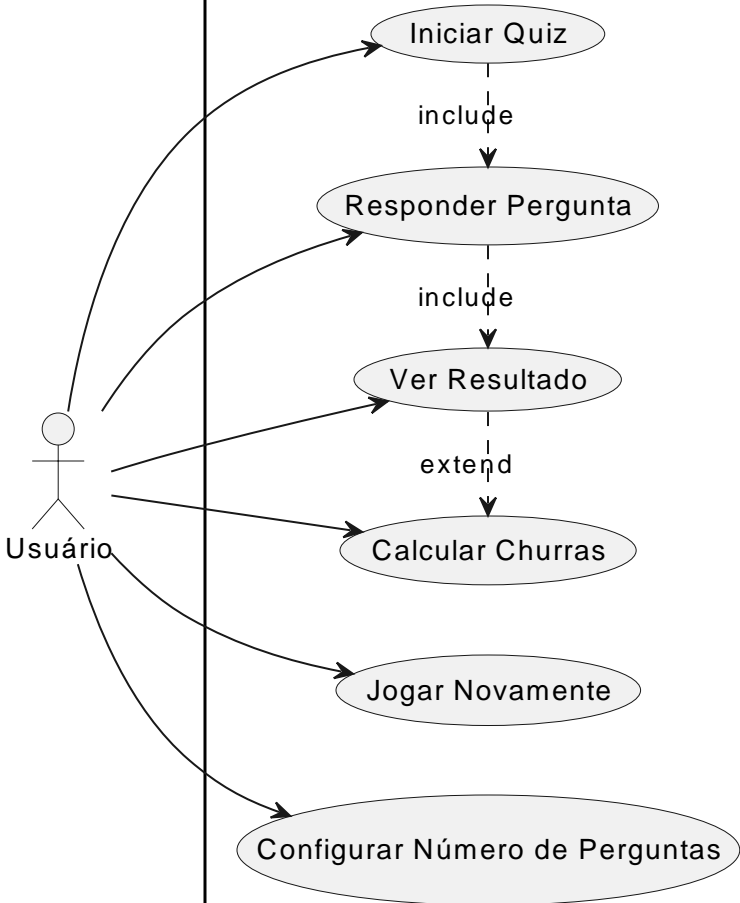 Iniciar Quiz
include
Responder Pergunta
include
Ver Resultado
extend
Calcular Churras
Usuário
Jogar Novamente
Configurar Número de Perguntas